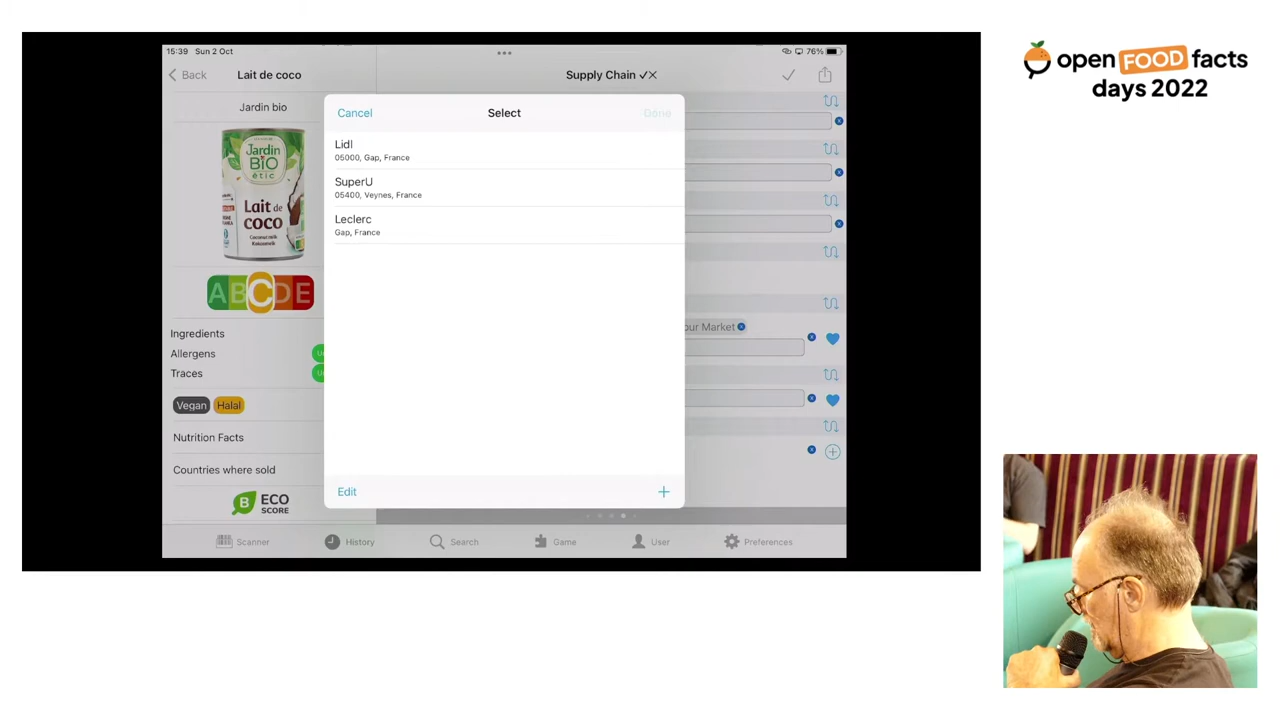 open FOOD facts
days 2022
15:39 Sun 2 Oct
76%
Back
Lait de coco
Supply Chain ✓✕
Jardin bio
Jardin
BiO
étic
Lait de
coco
A B C D E
Ingredients
Allergens
Traces
Vegan
Halal
Nutrition Facts
Countries where sold
B ECO
SCORE
Cancel
Select
Done
Lidl
05000, Gap, France
SuperU
05400, Veynes, France
Leclerc
Gap, France
Edit
+
our Market
Scanner
History
Search
Game
User
Preferences